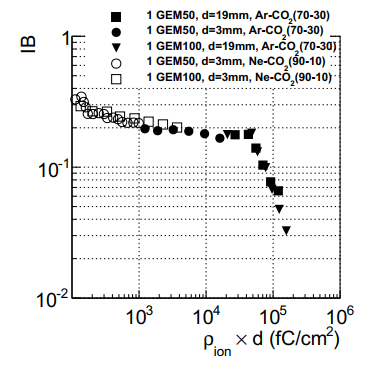 1 GEM50, d=19mm, Ar-CO2(70-30)
1 GEM50, d=3mm, Ar-CO2(70-30)
1 GEM100, d=19mm, Ar-CO2(70-30)
1 GEM50, d=3mm, Ne-CO2(90-10)
1 GEM100, d=3mm, Ne-CO2(90-10)
IB
1
10-1
10-2
103 104 105 106
ρion × d (fC/cm2)